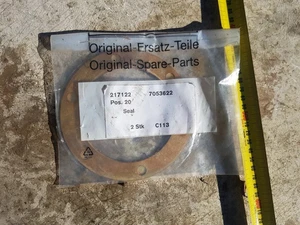 Original-Ersatz-Teile
Original-Spare-Parts
217122 7053622
Pos. 20
Seal
2 Stk C113